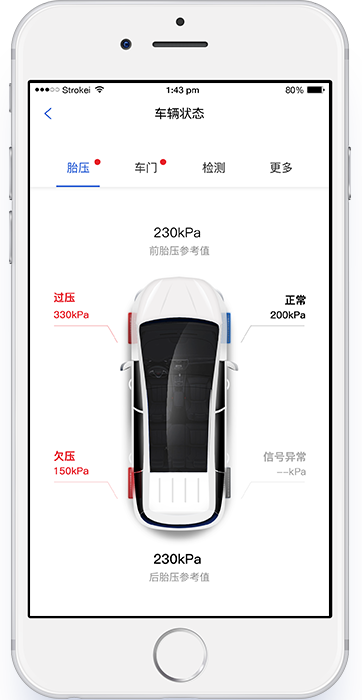 Strokei 1:43 pm 80%
车辆状态
胎压 车门 检测 更多
230kPa
前胎压参考值
过压 正常
330kPa 200kPa
欠压 信号异常
150kPa --kPa
230kPa
后胎压参考值